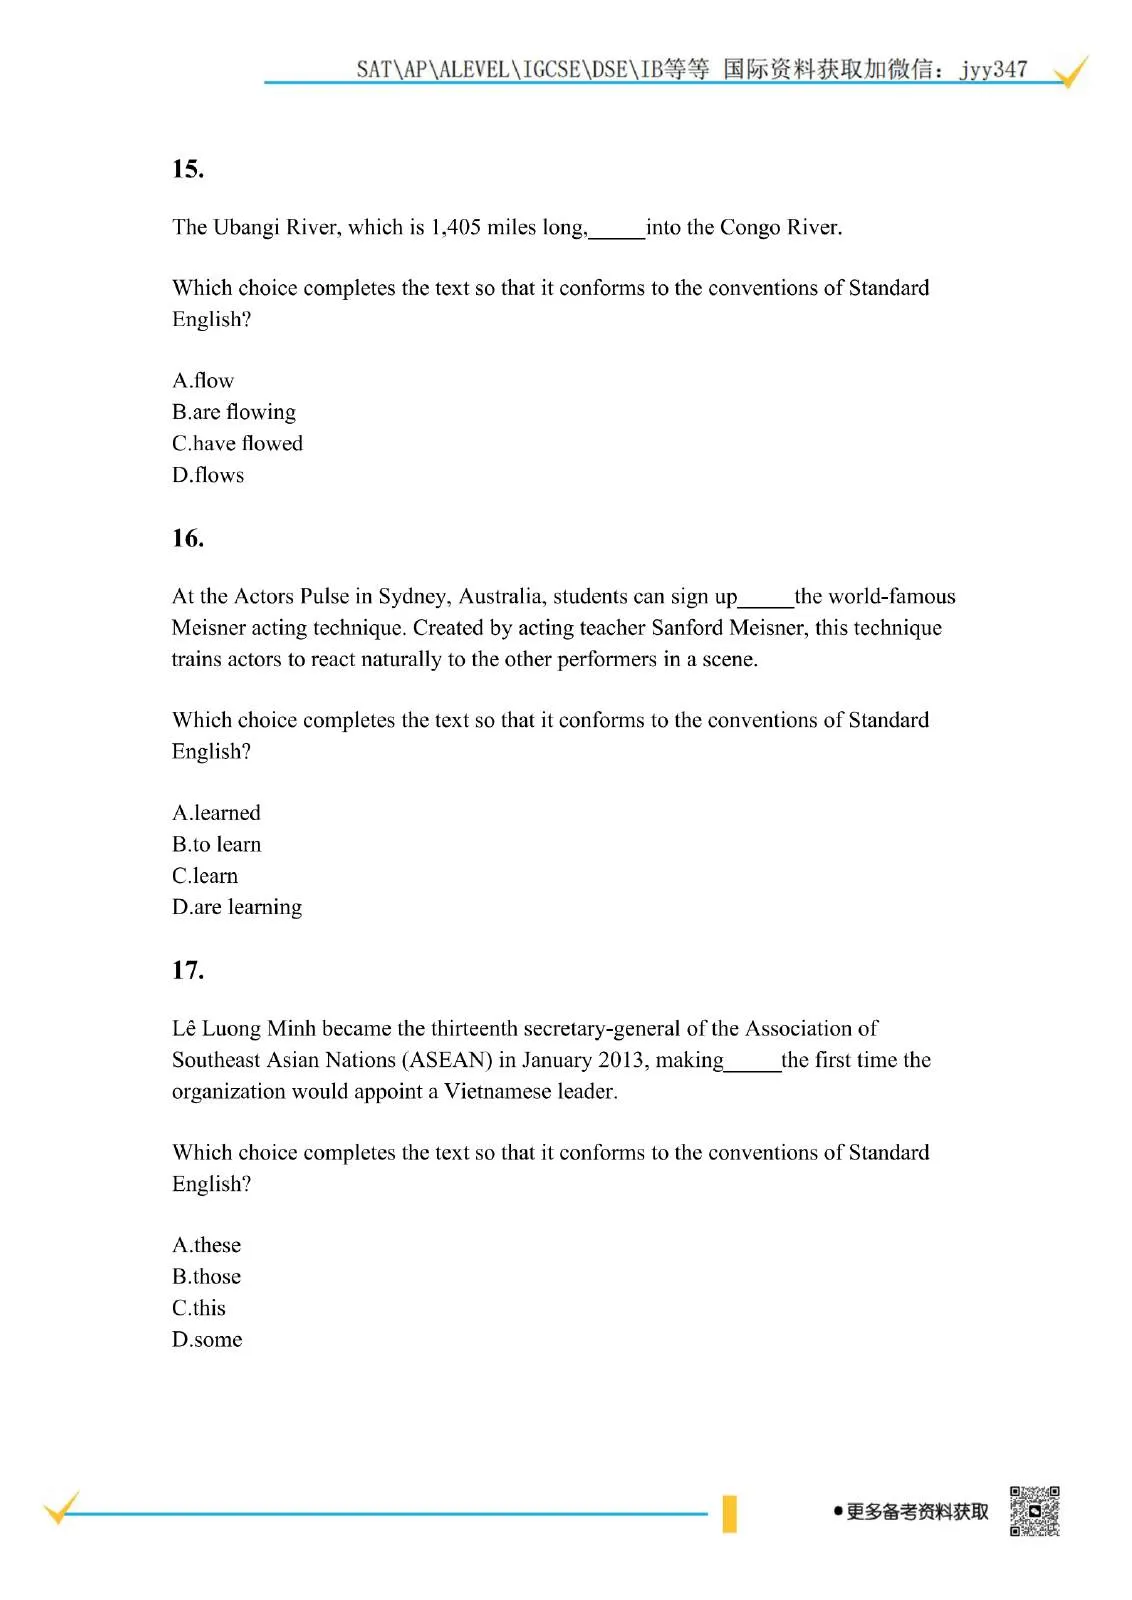 SAT\AP\ALEVEL\IGCSE\DSE\IB等等 国际资料获取加微信：jyy347
15.
The Ubangi River, which is 1,405 miles long,_____into the Congo River.
Which choice completes the text so that it conforms to the conventions of Standard
English?
A.flow
B.are flowing
C.have flowed
D.flows
16.
At the Actors Pulse in Sydney, Australia, students can sign up_____the world-famous
Meisner acting technique. Created by acting teacher Sanford Meisner, this technique
trains actors to react naturally to the other performers in a scene.
Which choice completes the text so that it conforms to the conventions of Standard
English?
A.learned
B.to learn
C.learn
D.are learning
17.
Lê Luong Minh became the thirteenth secretary-general of the Association of
Southeast Asian Nations (ASEAN) in January 2013, making_____the first time the
organization would appoint a Vietnamese leader.
Which choice completes the text so that it conforms to the conventions of Standard
English?
A.these
B.those
C.this
D.some
•更多备考资料获取